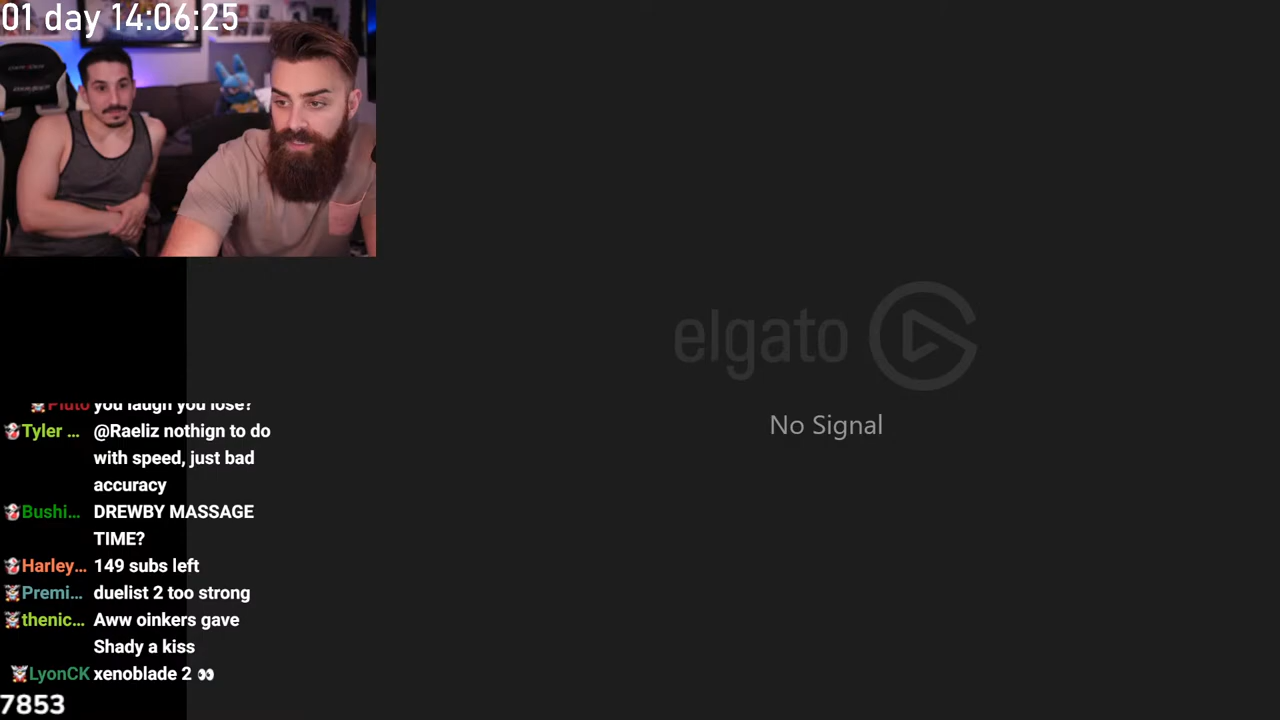 01 day 14:06:25
elgato
No Signal
Pluto you laugh you lose?
Tyler ... @Raeliz nothign to do
with speed, just bad
accuracy
Bushi... DREWBY MASSAGE
TIME?
Harley... 149 subs left
Premi... duelist 2 too strong
thenic... Aww oinkers gave
Shady a kiss
LyonCK xenoblade 2 👀
7853